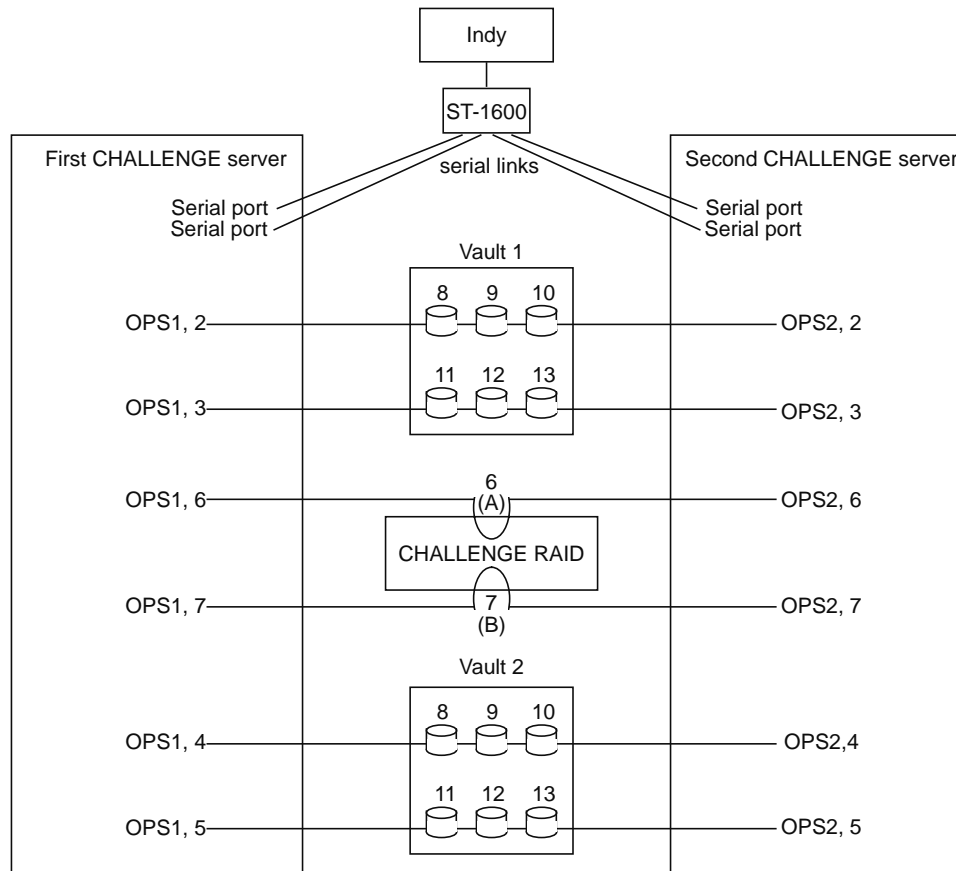 Indy
ST-1600
First CHALLENGE server
serial links
Second CHALLENGE server
Serial port
Serial port
Serial port
Serial port
Vault 1
8 9 10
OPS1, 2
OPS2, 2
11 12 13
OPS1, 3
OPS2, 3
6
(A)
OPS1, 6
OPS2, 6
CHALLENGE RAID
7
(B)
OPS1, 7
OPS2, 7
Vault 2
8 9 10
OPS1, 4
OPS2,4
11 12 13
OPS1, 5
OPS2, 5